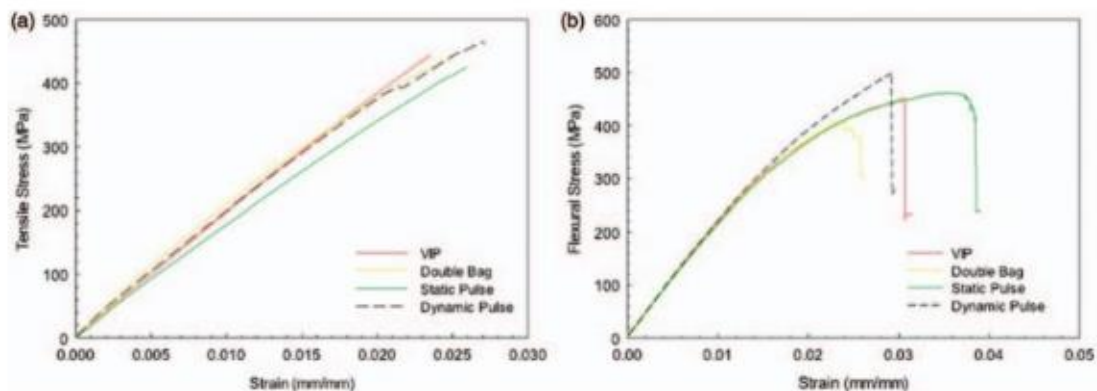 (a)
500
400
300
200
100
0
Tensile Stress (MPa)
VIP
Double Bag
Static Pulse
Dynamic Pulse
0.000 0.005 0.010 0.015 0.020 0.025 0.030
Strain (mm/mm)
(b)
600
500
400
300
200
100
0
Flexural Stress (MPa)
VIP
Double Bag
Static Pulse
Dynamic Pulse
0.00 0.01 0.02 0.03 0.04 0.05
Strain (mm/mm)